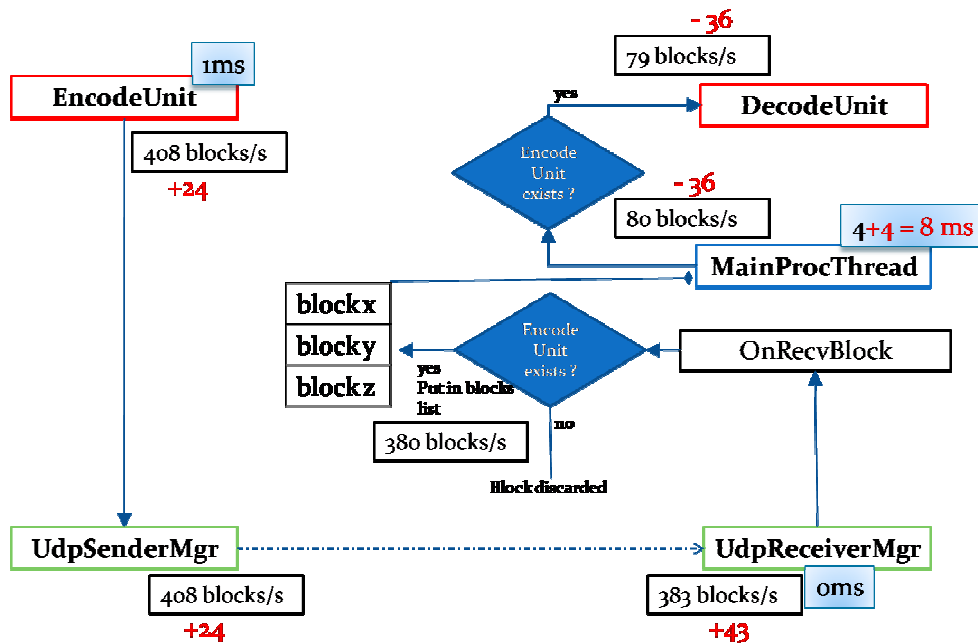 - 36
79 blocks/s
1ms
EncodeUnit
yes
DecodeUnit
408 blocks/s
+24
Encode
Unit
exists ?
- 36
80 blocks/s
4+4 = 8 ms
MainProcThread
blockx
blocky
blockz
Encode
Unit
exists ?
OnRecvBlock
yes
Put in blocks
list
no
380 blocks/s
Block discarded
UdpSenderMgr
UdpReceiverMgr
408 blocks/s
+24
383 blocks/s
0ms
+43